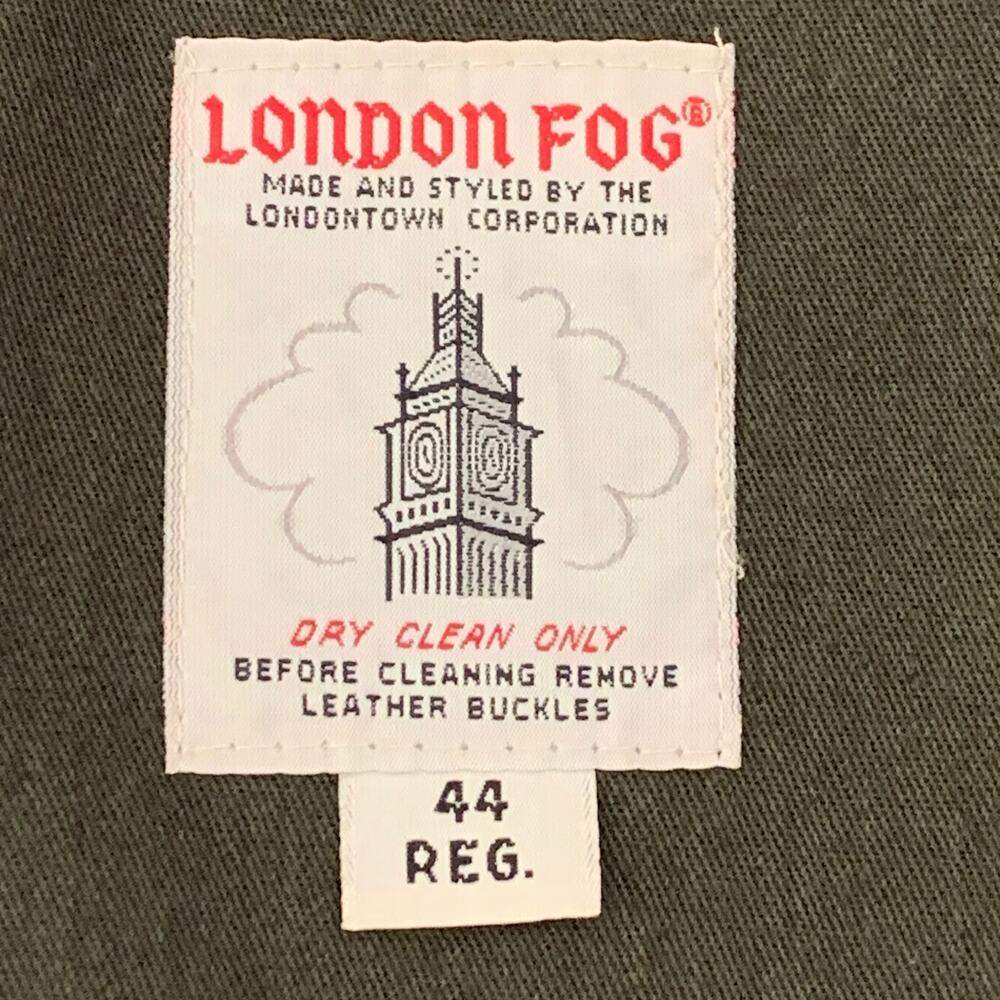 LONDON FOG®
MADE AND STYLED BY THE
LONDONTOWN CORPORATION
DRY CLEAN ONLY
BEFORE CLEANING REMOVE
LEATHER BUCKLES
44
REG.